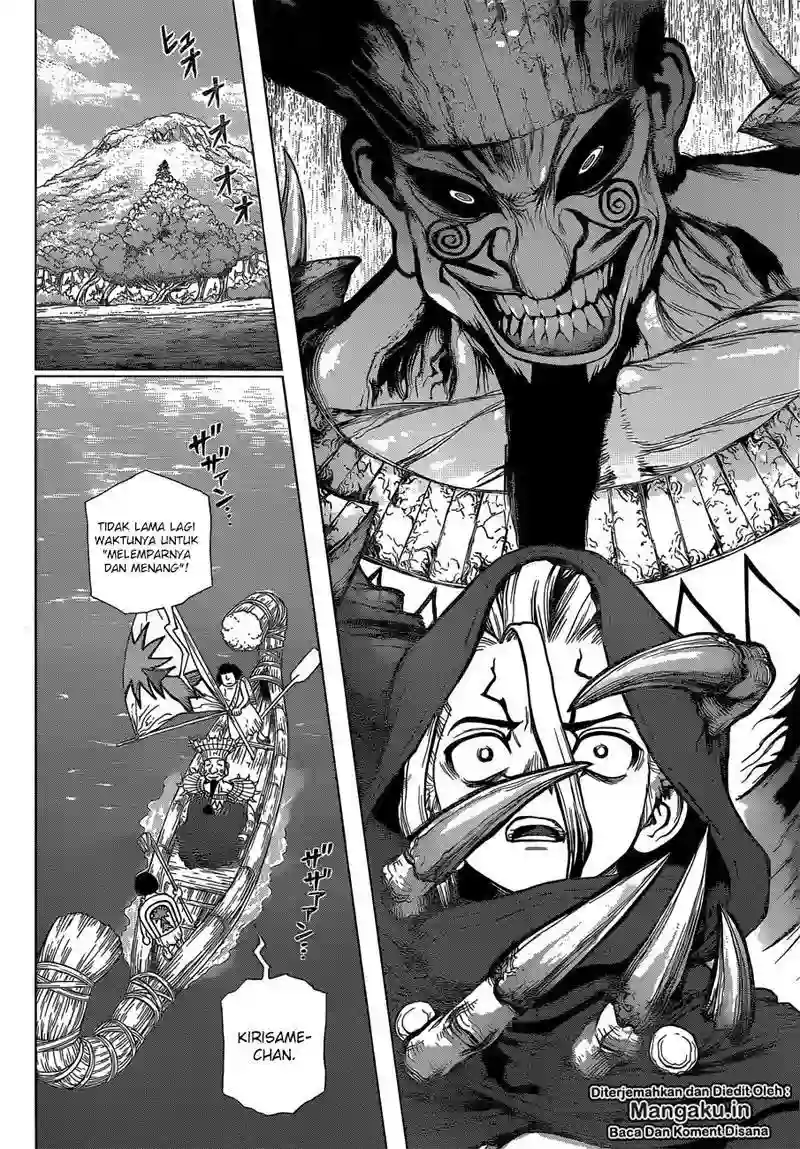 ヒュオオオオオ
ザザァン…
TIDAK LAMA LAGI
WAKTUNYA UNTUK
"MELEMPARNYA
DAN MENANG"!
ザザァァン…
KIRISAME-
CHAN.
Diterjemahkan dan Diedit Oleh :
Mangaku.in
Baca Dan Koment Disana